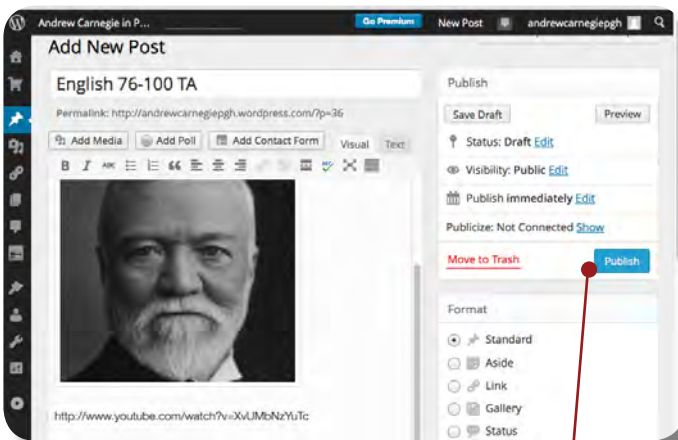 Andrew Carnegie in P...
Go Premium
New Post
andrewcarnegiepgh
Add New Post
English 76-100 TA
Permalink: http://andrewcarnegiepgh.wordpress.com/?p=36
Add Media
Add Poll
Add Contact Form
Visual
Text
B I ABC
http://www.youtube.com/watch?v=XvUMbNzYuTc
Publish
Save Draft
Preview
Status: Draft Edit
Visibility: Public Edit
Publish immediately Edit
Publicize: Not Connected Show
Move to Trash
Publish
Format
Standard
Aside
Link
Gallery
Status